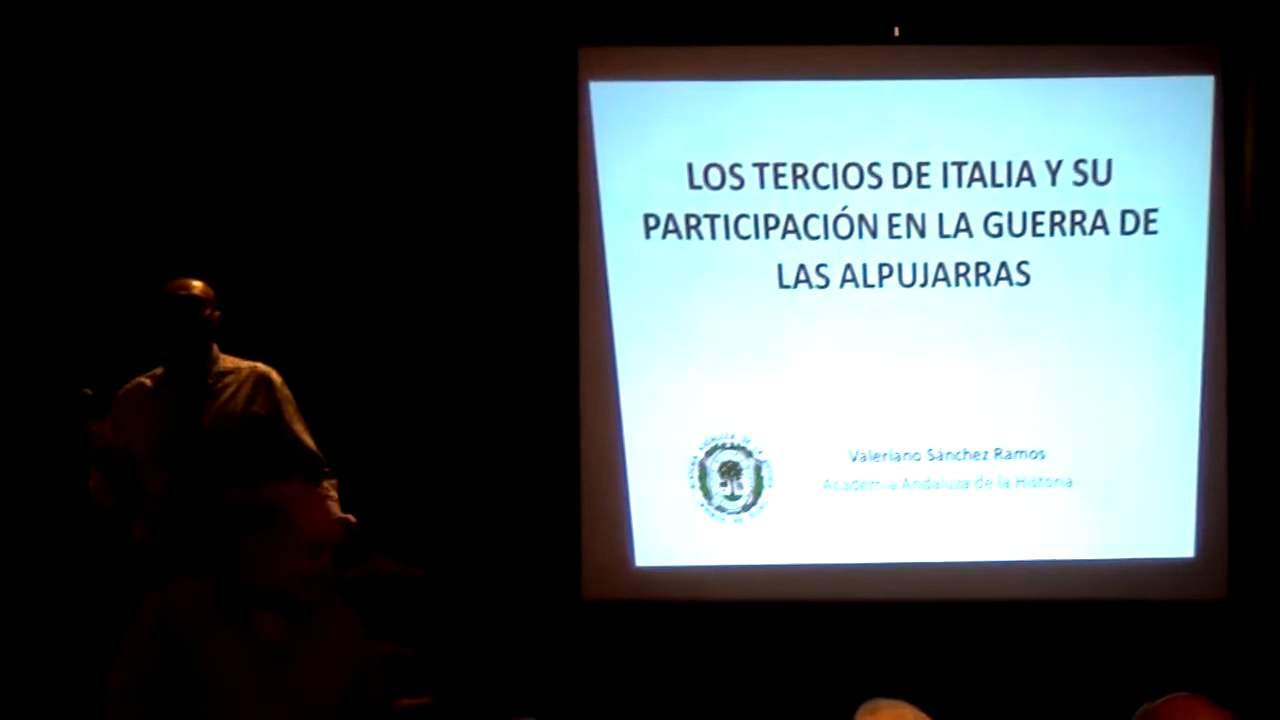 LOS TERCIOS DE ITALIA Y SU
PARTICIPACIÓN EN LA GUERRA DE
LAS ALPUJARRAS
Valeriano Sánchez Ramos
Academia Andaluza de la Historia